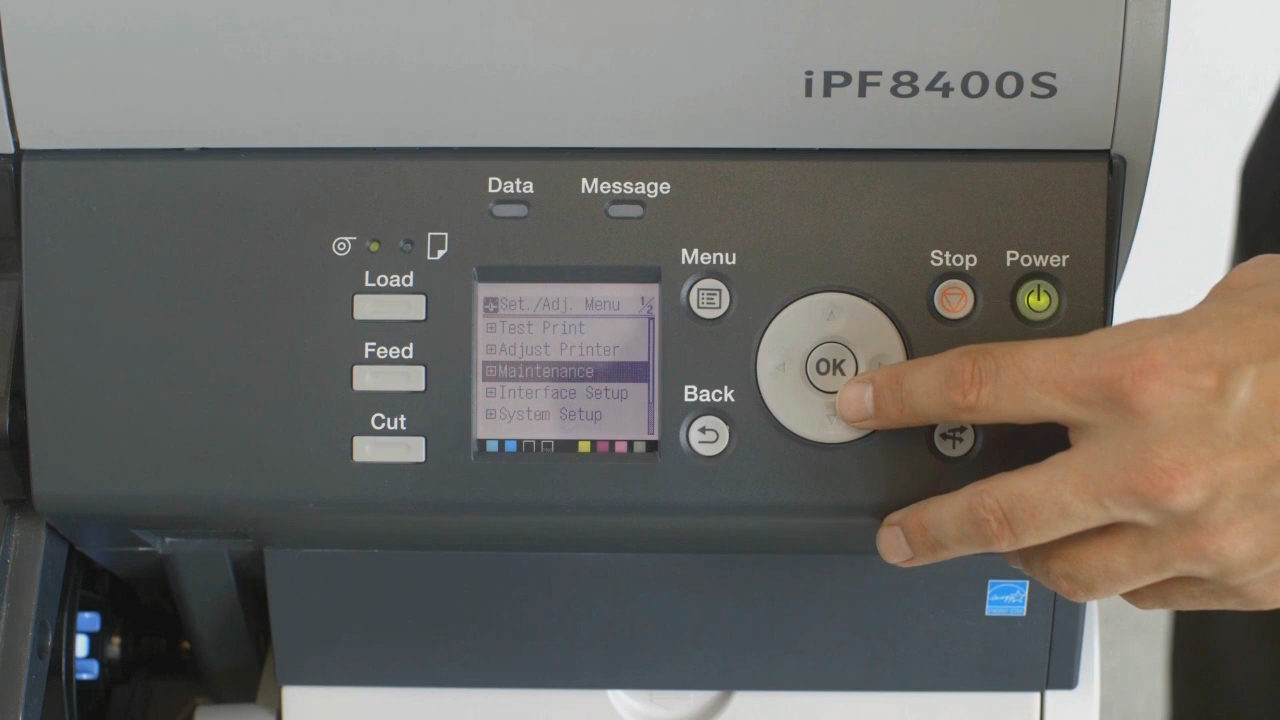 iPF8400S
Data
Message
Load
Feed
Cut
Set./Adj. Menu 1/2
Test Print
Adjust Printer
Maintenance
Interface Setup
System Setup
Menu
Back
OK
Stop
Power